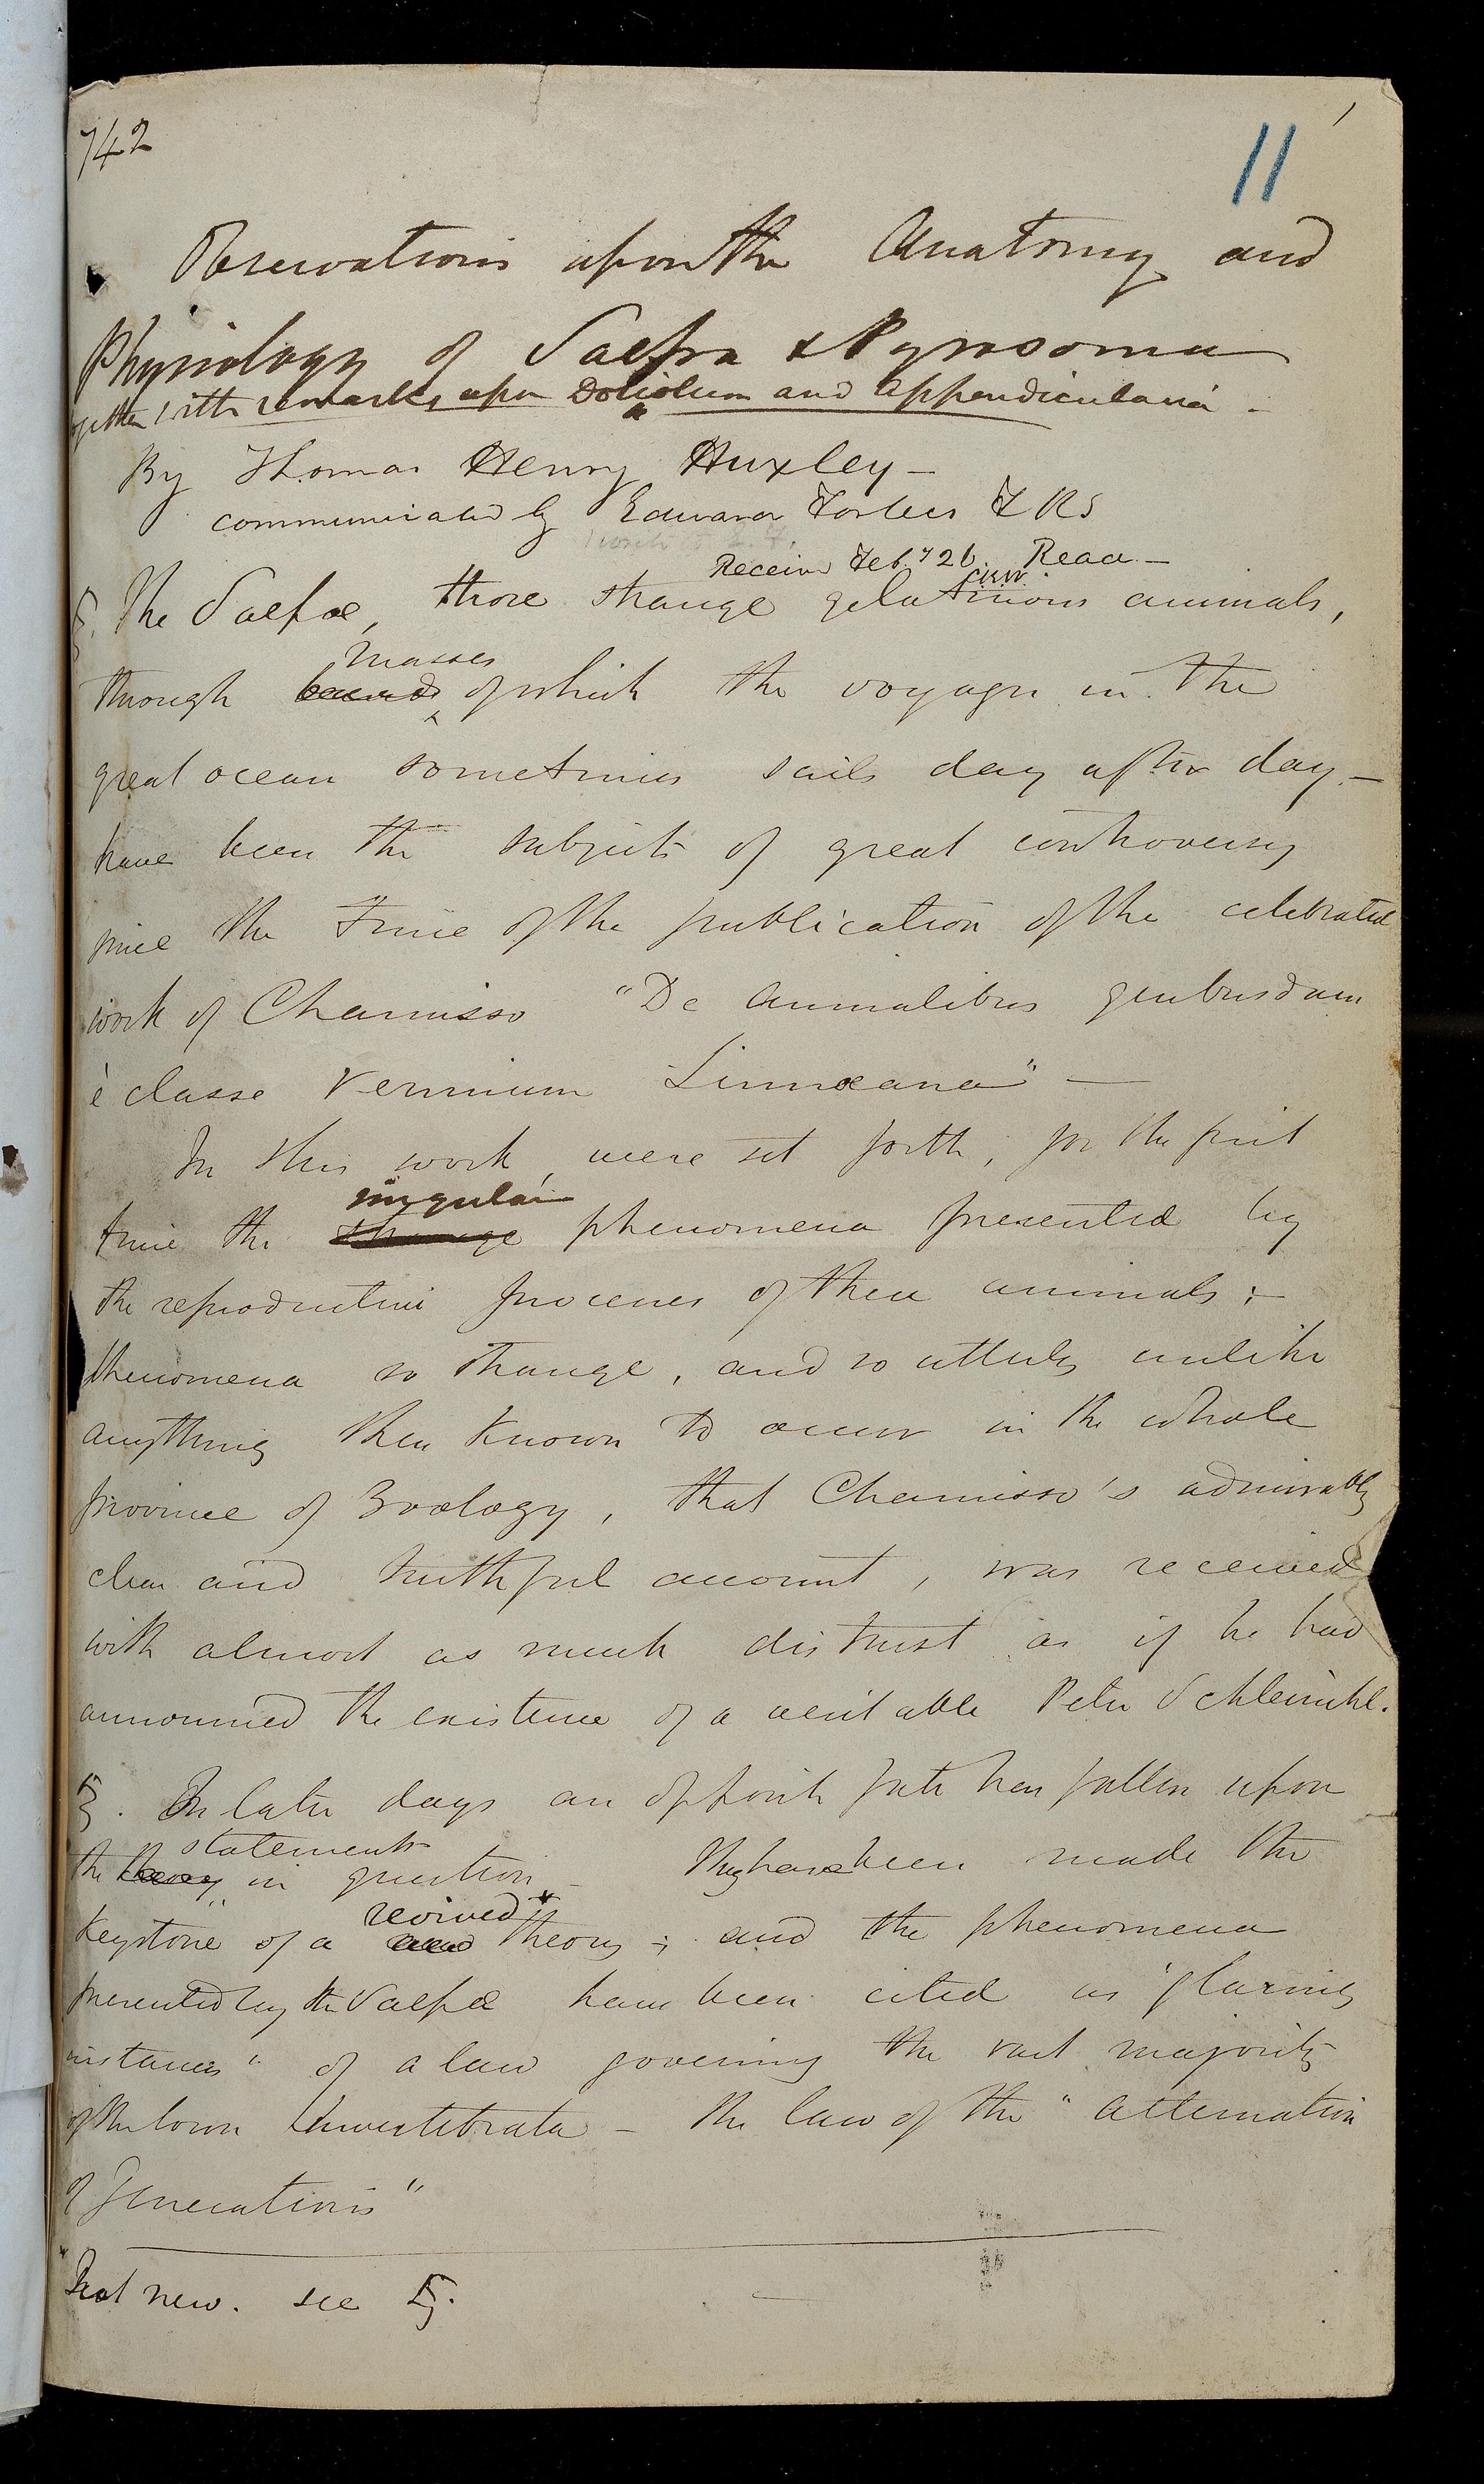 742
11
Observations upon the Anatomy and
Physiology of Salpa & Pyrosoma
together with remarks upon Doliolum and Appendicularia -
By Thomas Henry Huxley -
communicated by Edward Forbes F R S
Received Feb.y 26. Read -
§. The Salpæ, those strange gelatinous animals,
masses
through of which the voyager in the
great ocean sometimes sails day after day -
have been the subjects of great controversy
since the time of the publication of the celebrated
work of Chamisso "De Animalibus quibusdam
è classe Vermium Linnæana" -
In this work were set forth, for the first
singular
time the strange phenomena presented by
the reproductive processes of these animals; -
phenomena so strange, and so utterly unlike
anything then known to occur in the whole
province of Zoology, that Chamisso's admirably
clear and truthful account, was received
with almost as much distrust as if he had
announced the existence of a veritable Peter Schlemihl.
§. In later days an opposite fate has fallen upon
statements
the theory in question - They have been made the
revived*
keystone of a new theory; and the phenomena
presented by the Salpæ have been cited as "glaring
instances" of a law governing the vast majority
of the lower Invertebrata - the law of the "Alternation
of Generations"
* Not new. see §.